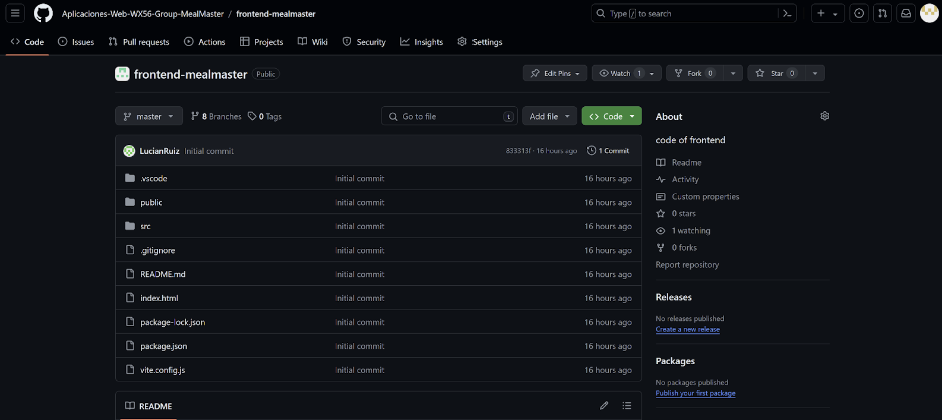 Aplicaciones-Web-WX56-Group-MealMaster / frontend-mealmaster
Type / to search
Code Issues Pull requests Actions Projects Wiki Security Insights Settings
frontend-mealmaster Public
Edit Pins Watch 1 Fork 0 Star 0
master 8 Branches 0 Tags
Go to file t
Add file Code
LucianRuiz Initial commit 833313f · 16 hours ago 1 Commit
.vscode Initial commit 16 hours ago
public Initial commit 16 hours ago
src Initial commit 16 hours ago
.gitignore Initial commit 16 hours ago
README.md Initial commit 16 hours ago
index.html Initial commit 16 hours ago
package-lock.json Initial commit 16 hours ago
package.json Initial commit 16 hours ago
vite.config.js Initial commit 16 hours ago
README
About
code of frontend
Readme
Activity
Custom properties
0 stars
1 watching
0 forks
Report repository
Releases
No releases published
Create a new release
Packages
No packages published
Publish your first package